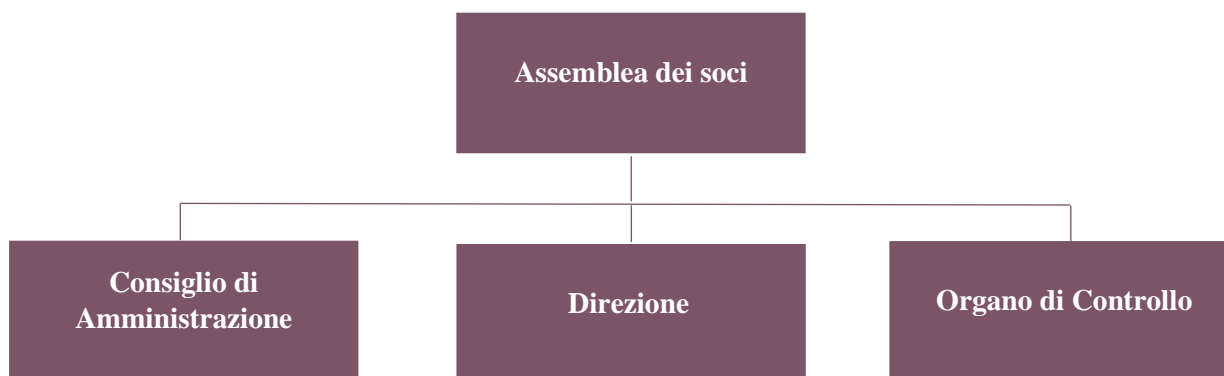 Assemblea dei soci
Consiglio di
Amministrazione
Direzione
Organo di Controllo